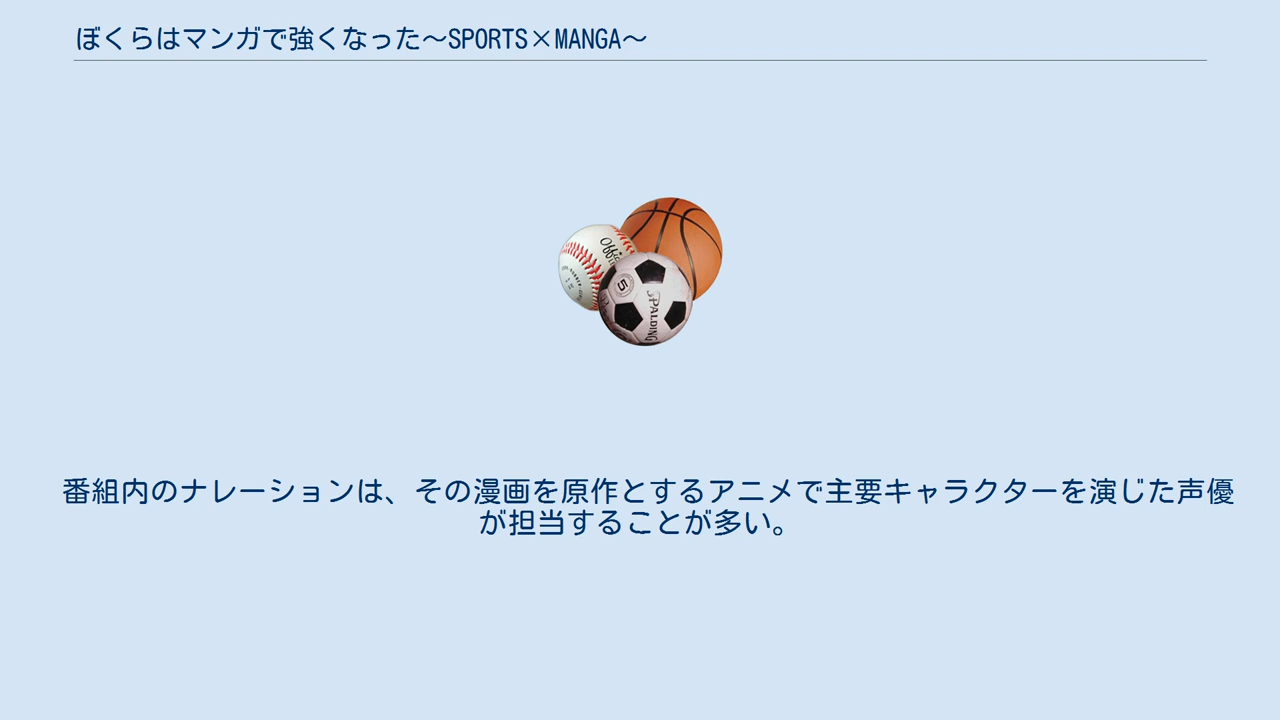 ぼくらはマンガで強くなった〜SPORTS×MANGA〜
5
SPALDING
番組内のナレーションは、その漫画を原作とするアニメで主要キャラクターを演じた声優
が担当することが多い。